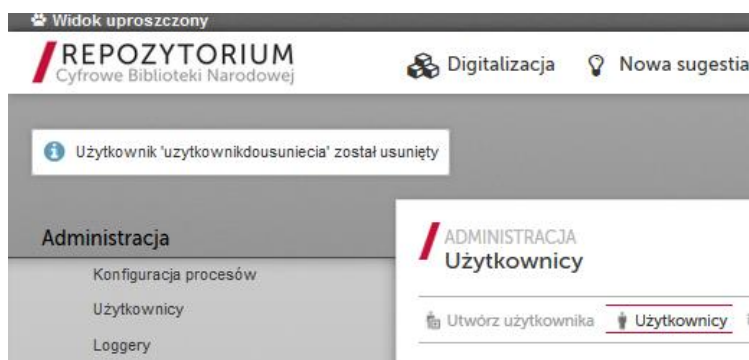 Widok uproszczony
REPOZYTORIUM
Cyfrowe Biblioteki Narodowej
Digitalizacja
Nowa sugestia
Użytkownik 'uzytkownikdousuniecia' został usunięty
Administracja
Konfiguracja procesów
Użytkownicy
Loggery
ADMINISTRACJA
Użytkownicy
Utwórz użytkownika
Użytkownicy